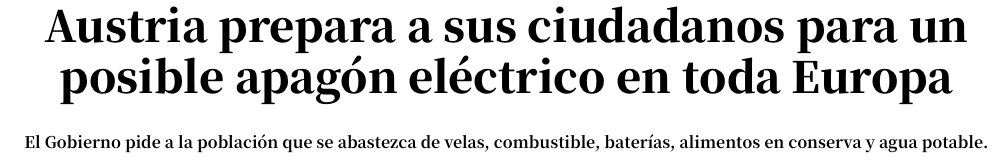 Austria prepara a sus ciudadanos para un
posible apagón eléctrico en toda Europa
El Gobierno pide a la población que se abastezca de velas, combustible, baterías, alimentos en conserva y agua potable.